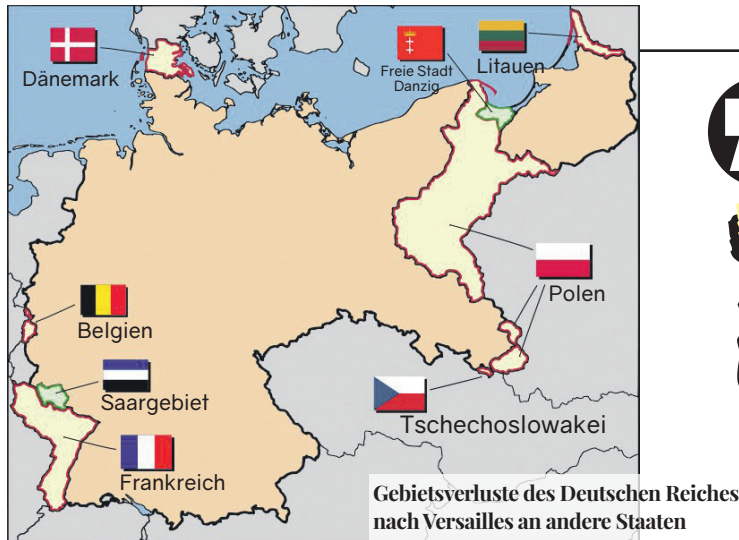 Dänemark
Freie Stadt
Danzig
Litauen
Polen
Belgien
Saargebiet
Tschechoslowakei
Frankreich
Gebietsverluste des Deutschen Reiches
nach Versailles an andere Staaten